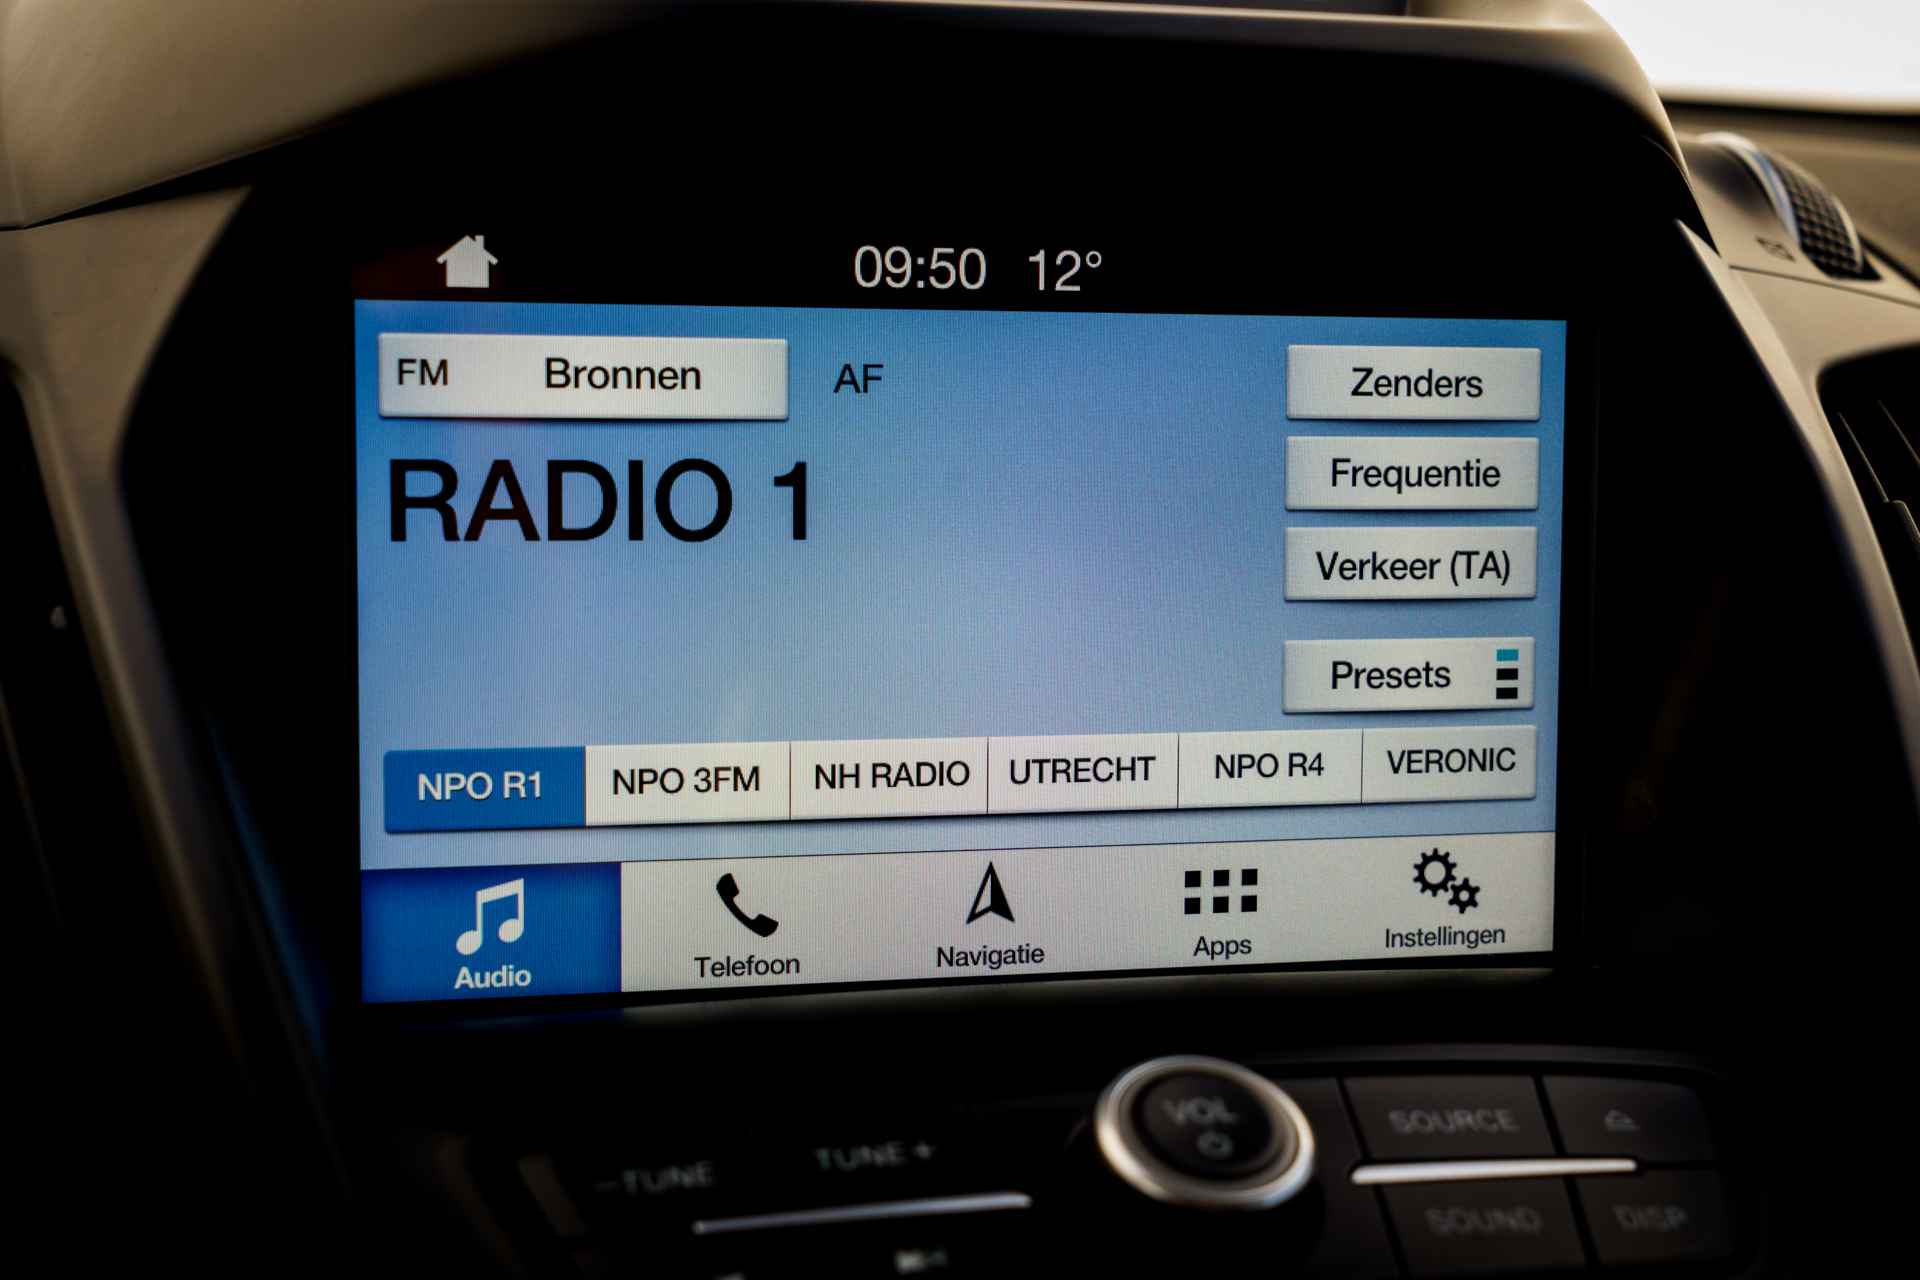 09:50 12°
FM Bronnen AF Zenders
RADIO 1
Frequentie
Verkeer (TA)
Presets
NPO R1 NPO 3FM NH RADIO UTRECHT NPO R4 VERONIC
Audio Telefoon Navigatie Apps Instellingen
VOL
SOURCE
– TUNE TUNE +
SOUND DISP